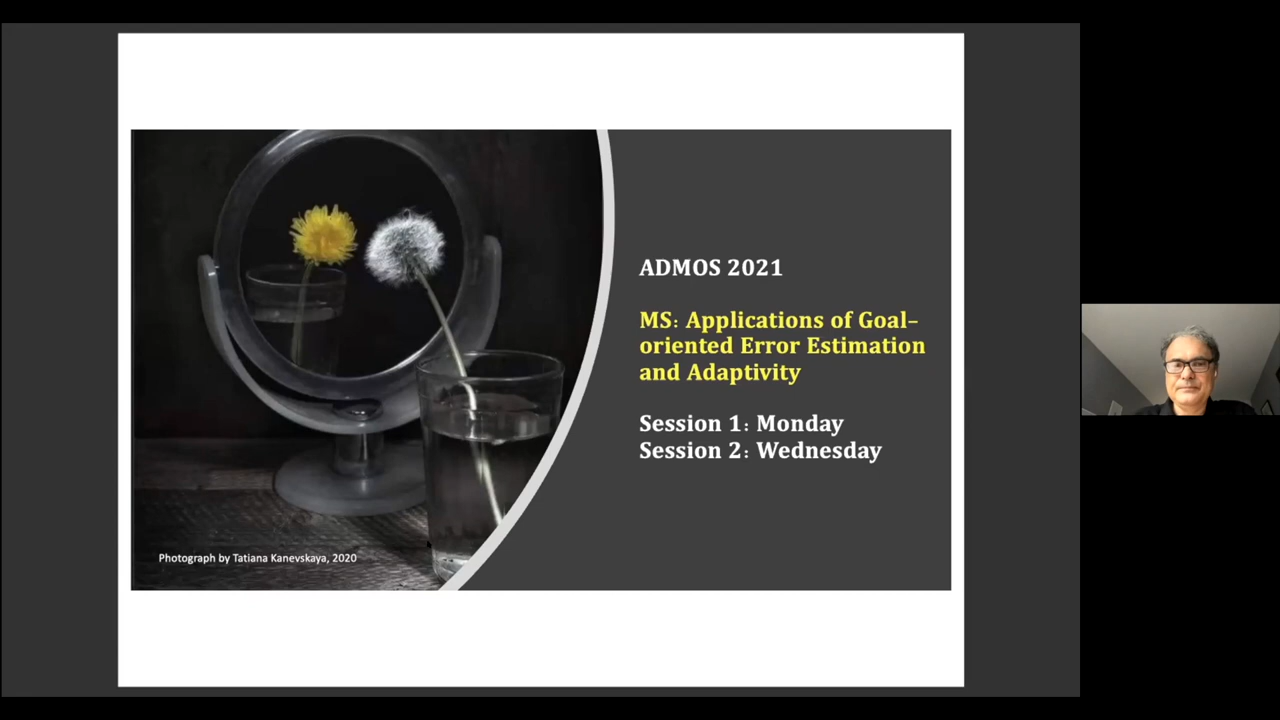 ADMOS 2021
MS: Applications of Goal–
oriented Error Estimation
and Adaptivity
Session 1: Monday
Session 2: Wednesday
Photograph by Tatiana Kanevskaya, 2020